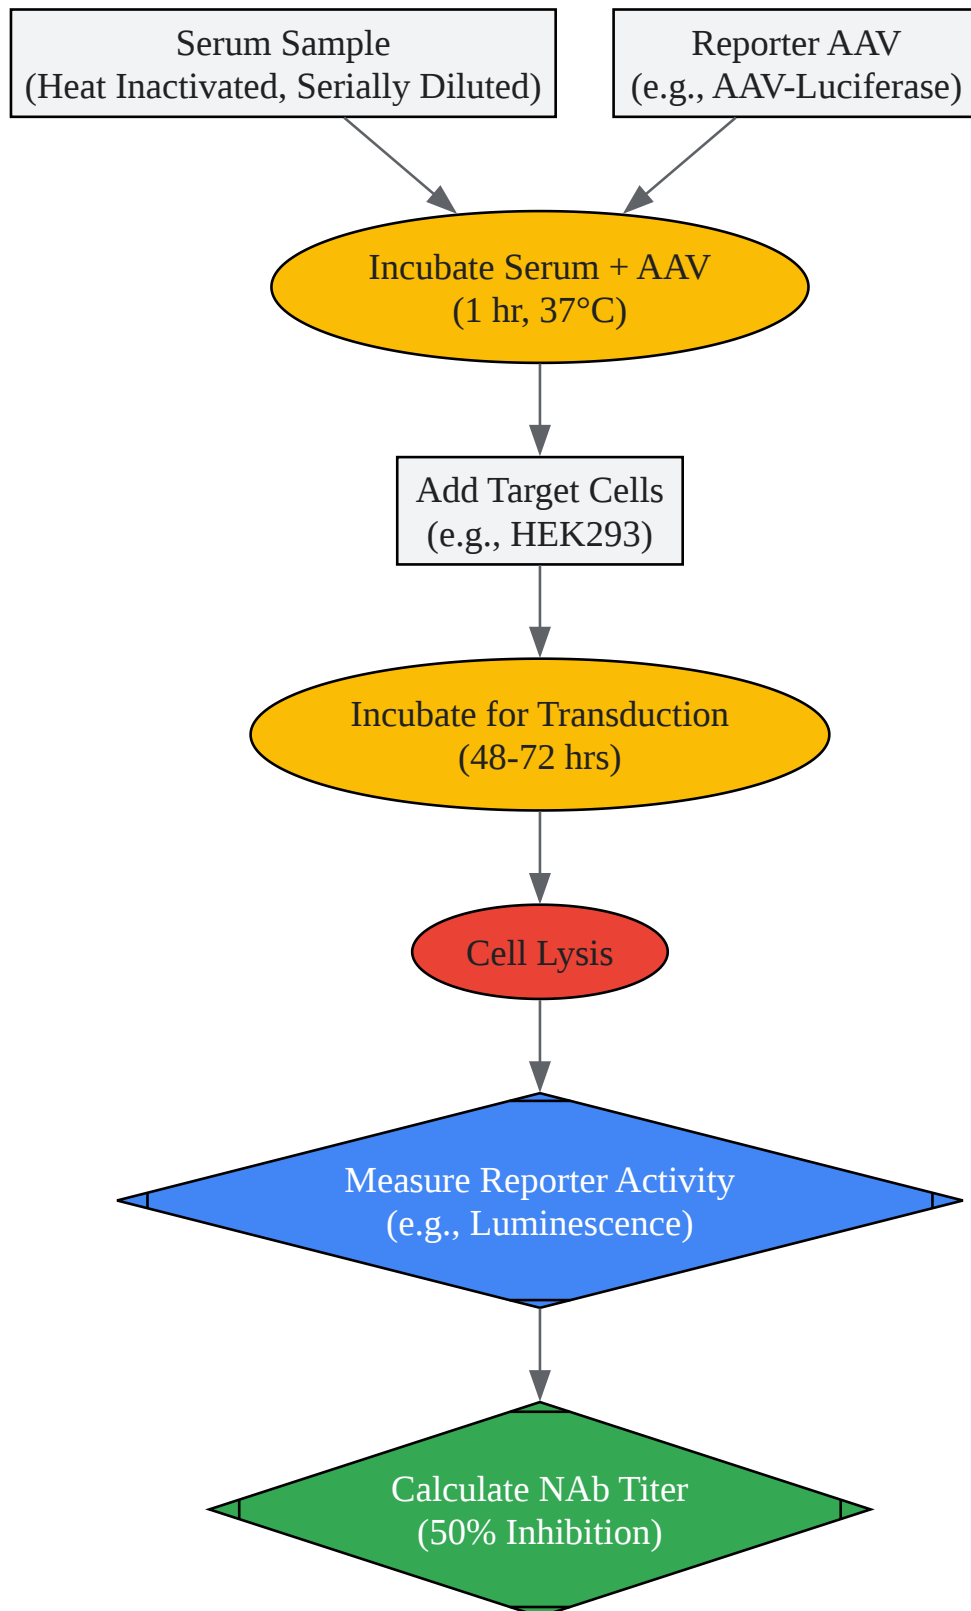 Serum Sample
(Heat Inactivated, Serially Diluted)
Reporter AAV
(e.g., AAV-Luciferase)
Incubate Serum + AAV
(1 hr, 37°C)
Add Target Cells
(e.g., HEK293)
Incubate for Transduction
(48-72 hrs)
Cell Lysis
Measure Reporter Activity
(e.g., Luminescence)
Calculate NAb Titer
(50% Inhibition)